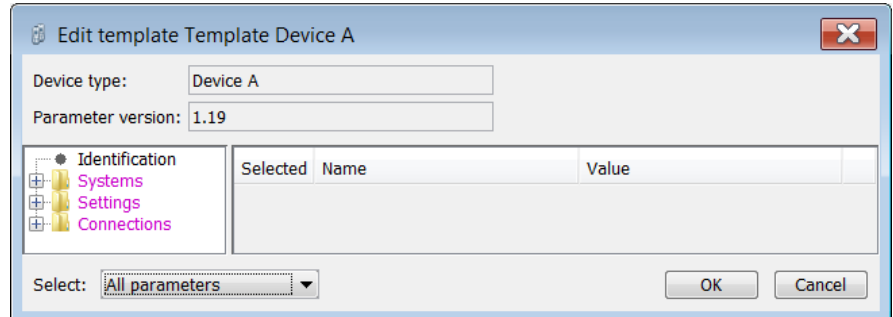 Edit template Template Device A
Device type: Device A
Parameter version: 1.19
Identification
Systems
Settings
Connections
Selected Name Value
Select: All parameters OK Cancel